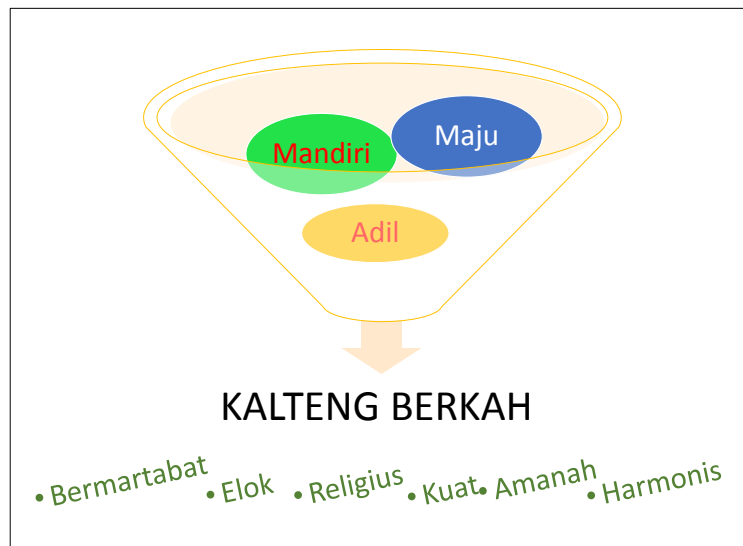 Mandiri
Maju
Adil
KALTENG BERKAH
• Bermartabat
• Elok
• Religius
• Kuat
• Amanah
• Harmonis